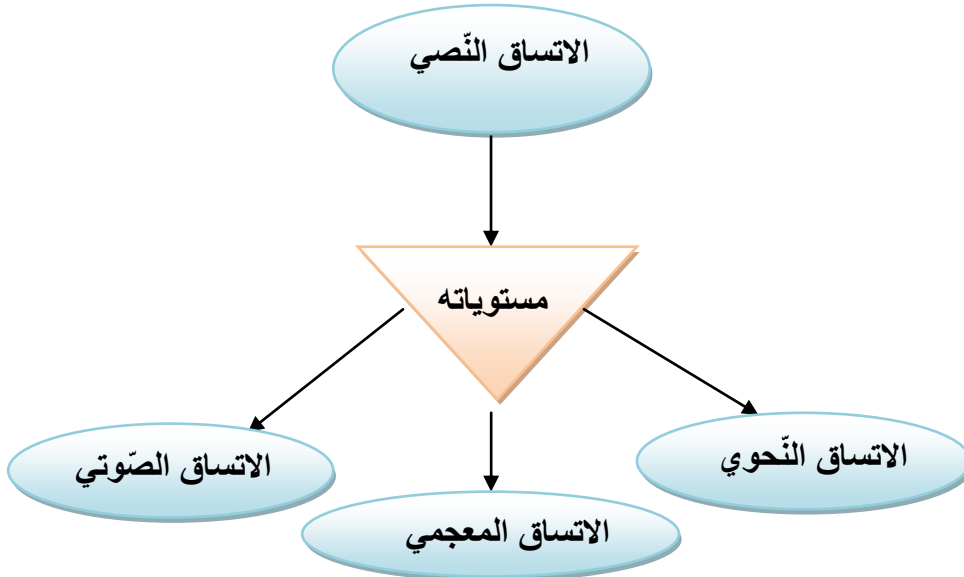 الاتساق النّصي
مستوياته
الاتساق النّحوي
الاتساق المعجمي
الاتساق الصّوتي